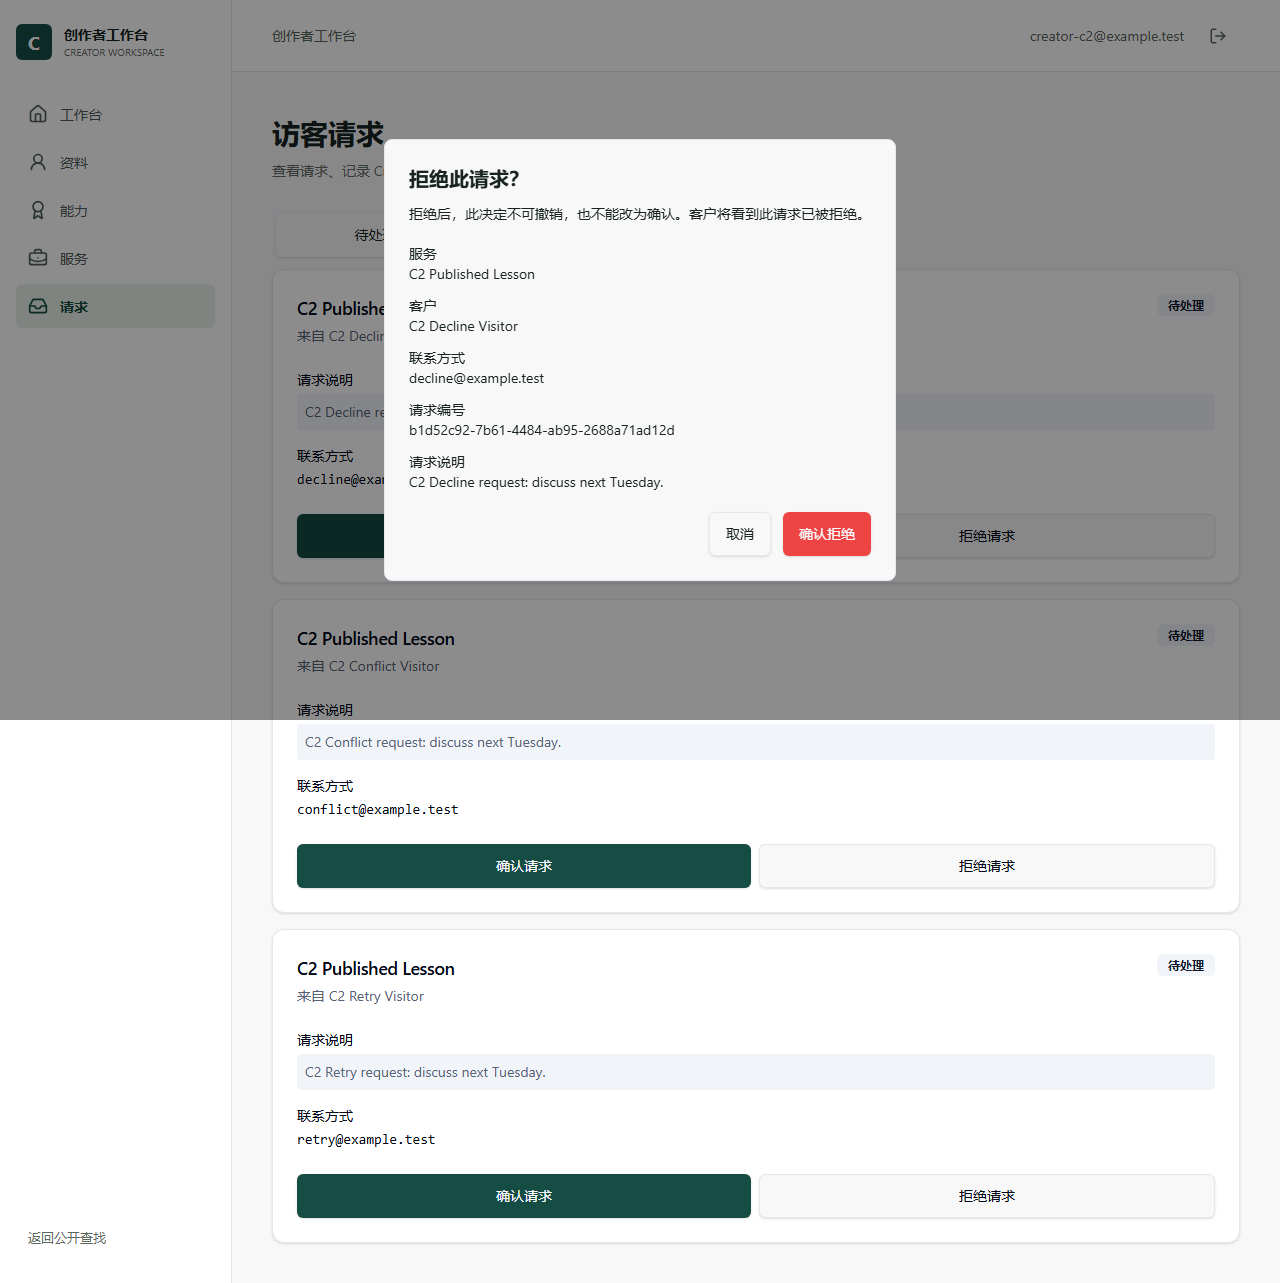 C
创作者工作台
CREATOR WORKSPACE
工作台
资料
能力
服务
请求
返回公开查找
创作者工作台
creator-c2@example.test
访客请求
查看请求、记录 C
待处
C2 Publishe
待处理
来自 C2 Declin
请求说明
C2 Decline re
联系方式
decline@exam
拒绝请求
拒绝此请求？
拒绝后，此决定不可撤销，也不能改为确认。客户将看到此请求已被拒绝。
服务
C2 Published Lesson
客户
C2 Decline Visitor
联系方式
decline@example.test
请求编号
b1d52c92-7b61-4484-ab95-2688a71ad12d
请求说明
C2 Decline request: discuss next Tuesday.
取消
确认拒绝
C2 Published Lesson
待处理
来自 C2 Conflict Visitor
请求说明
C2 Conflict request: discuss next Tuesday.
联系方式
conflict@example.test
确认请求
拒绝请求
C2 Published Lesson
待处理
来自 C2 Retry Visitor
请求说明
C2 Retry request: discuss next Tuesday.
联系方式
retry@example.test
确认请求
拒绝请求